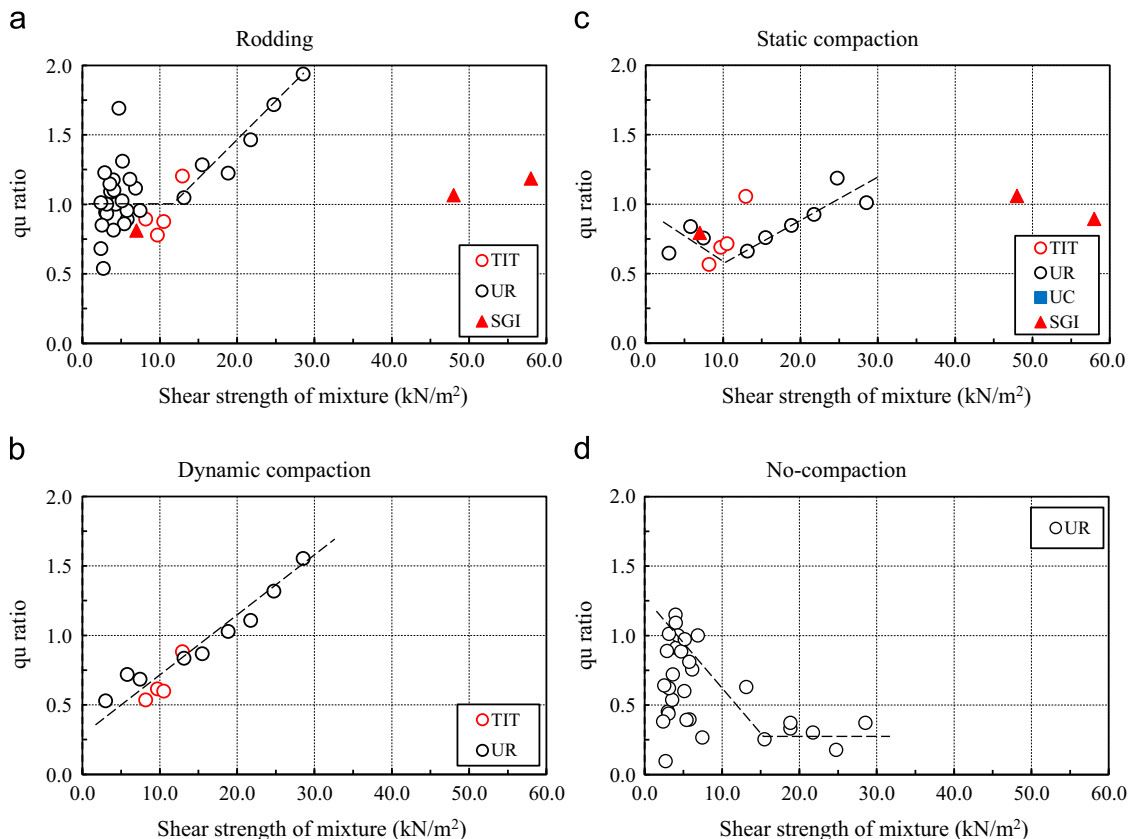 a
Rodding
2.0
1.5
1.0
0.5
0.0
qu ratio
TIT
UR
SGI
0.0 10.0 20.0 30.0 40.0 50.0 60.0
Shear strength of mixture (kN/m²)
c
Static compaction
2.0
1.5
1.0
0.5
0.0
qu ratio
TIT
UR
UC
SGI
0.0 10.0 20.0 30.0 40.0 50.0 60.0
Shear strength of mixture (kN/m²)
b
Dynamic compaction
2.0
1.5
1.0
0.5
0.0
qu ratio
TIT
UR
0.0 10.0 20.0 30.0 40.0 50.0 60.0
Shear strength of mixture (kN/m²)
d
No-compaction
2.0
1.5
1.0
0.5
0.0
qu ratio
UR
0.0 10.0 20.0 30.0 40.0 50.0 60.0
Shear strength of mixture (kN/m²)